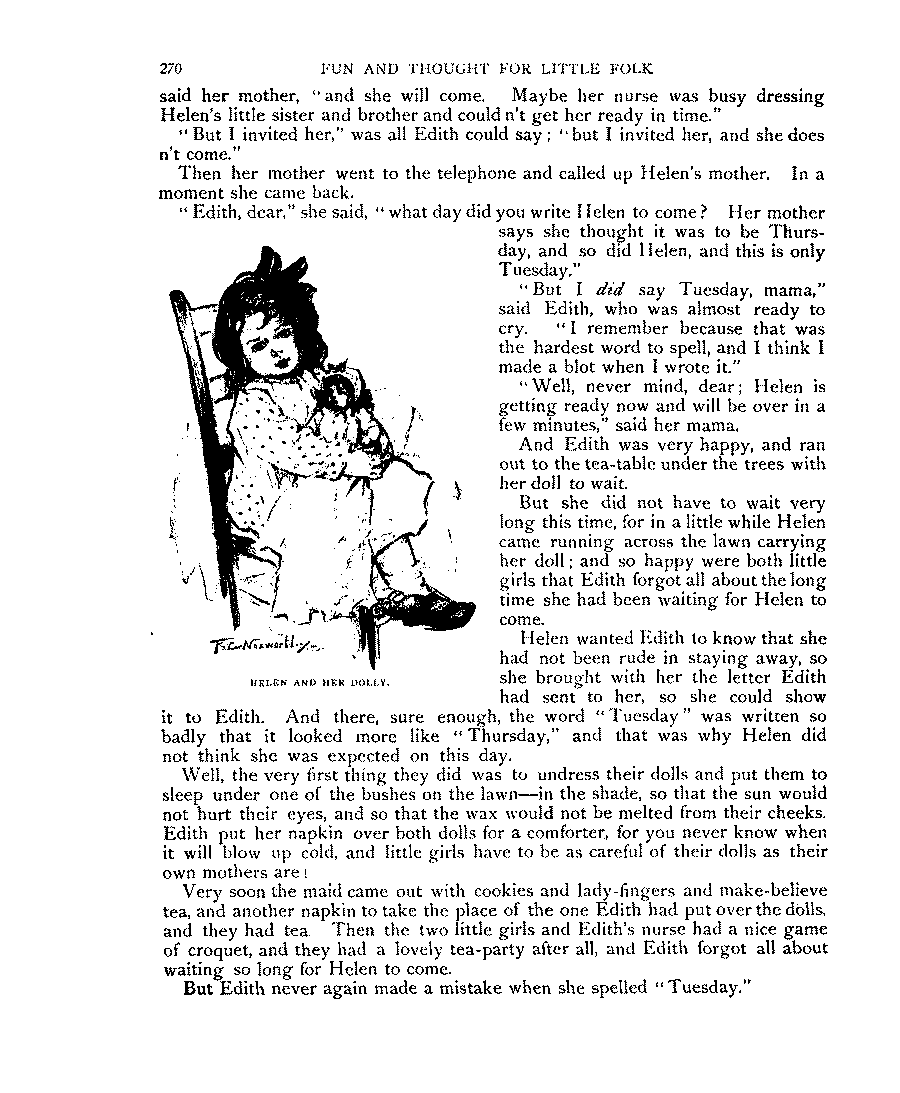 270 FUN AND THOUGHT FOR LITTLE FOLK
said her mother, "and she will come. Maybe her nurse was busy dressing
Helen's little sister and brother and could n't get her ready in time."
"But I invited her," was all Edith could say; "but I invited her, and she does
n't come."
Then her mother went to the telephone and called up Helen's mother. In a
moment she came back.
"Edith, dear," she said, "what day did you write Helen to come? Her mother
says she thought it was to be Thurs-
day, and so did Helen, and this is only
Tuesday."
"But I did say Tuesday, mama,"
said Edith, who was almost ready to
cry. "I remember because that was
the hardest word to spell, and I think I
made a blot when I wrote it."
"Well, never mind, dear; Helen is
getting ready now and will be over in a
few minutes," said her mama.
And Edith was very happy, and ran
out to the tea-table under the trees with
her doll to wait.
But she did not have to wait very
long this time, for in a little while Helen
came running across the lawn carrying
her doll; and so happy were both little
girls that Edith forgot all about the long
time she had been waiting for Helen to
come.
Helen wanted Edith to know that she
had not been rude in staying away, so
she brought with her the letter Edith
had sent to her, so she could show
HELEN AND HER DOLLY.
it to Edith. And there, sure enough, the word "Tuesday" was written so
badly that it looked more like "Thursday," and that was why Helen did
not think she was expected on this day.
Well, the very first thing they did was to undress their dolls and put them to
sleep under one of the bushes on the lawn—in the shade, so that the sun would
not hurt their eyes, and so that the wax would not be melted from their cheeks.
Edith put her napkin over both dolls for a comforter, for you never know when
it will blow up cold, and little girls have to be as careful of their dolls as their
own mothers are!
Very soon the maid came out with cookies and lady-fingers and make-believe
tea, and another napkin to take the place of the one Edith had put over the dolls,
and they had tea. Then the two little girls and Edith's nurse had a nice game
of croquet, and they had a lovely tea-party after all, and Edith forgot all about
waiting so long for Helen to come.
But Edith never again made a mistake when she spelled "Tuesday."